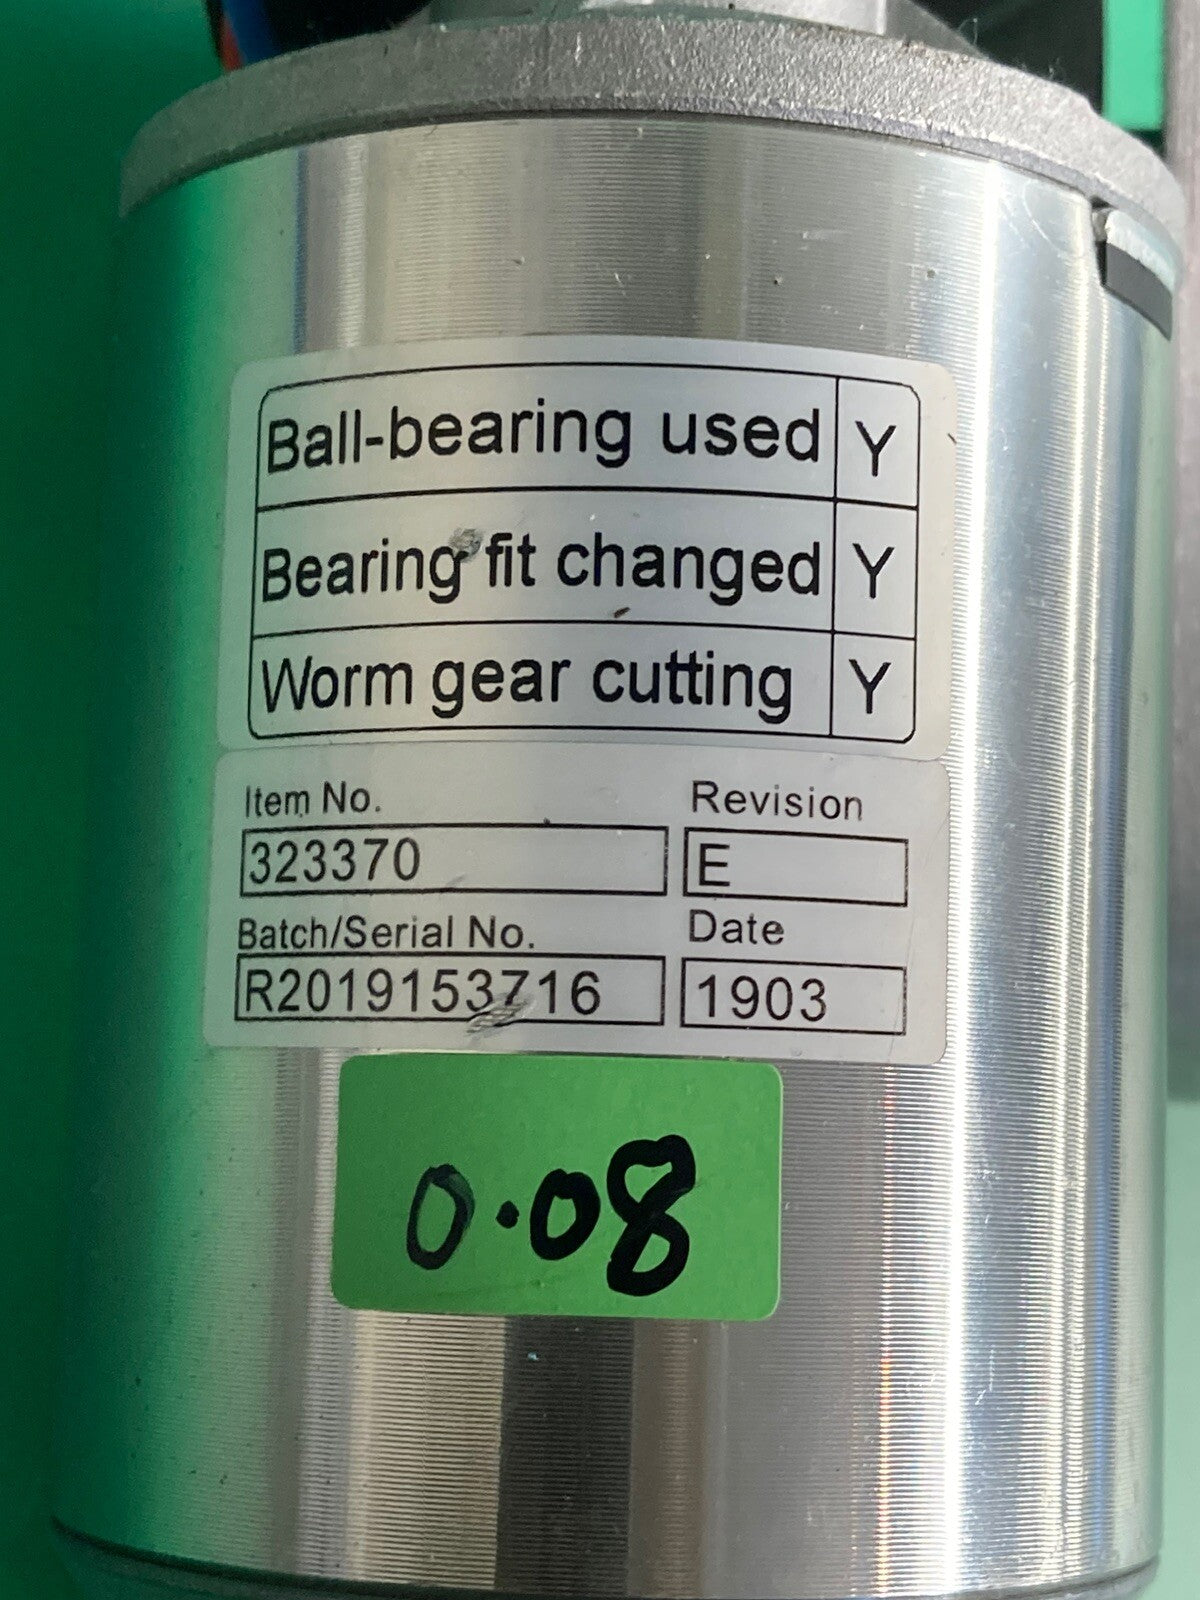 Ball-bearing used Y
Bearing fit changed Y
Worm gear cutting Y
Item No. Revision
323370 E
Batch/Serial No. Date
R2019153716 1903
0.08